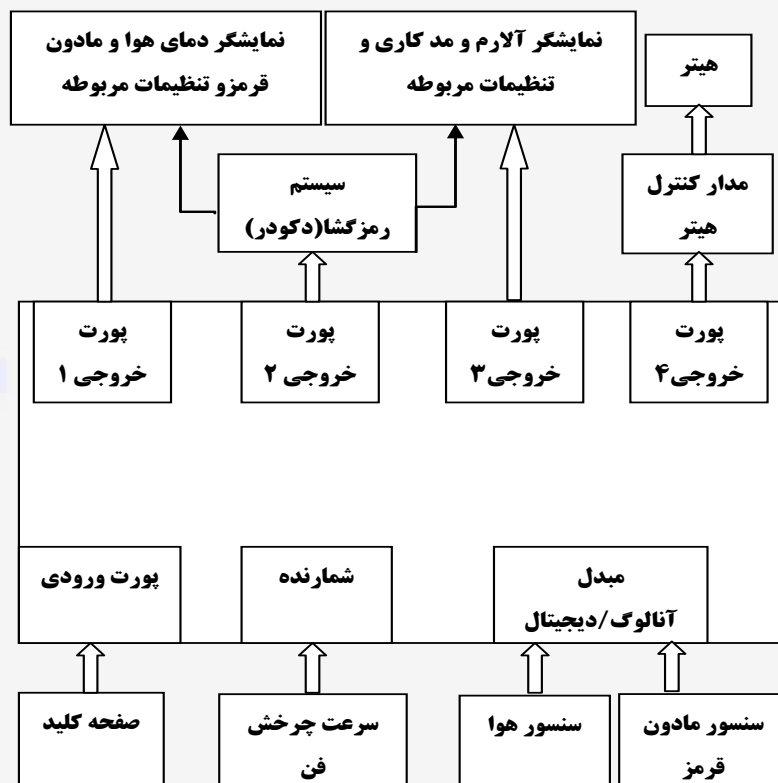 نمایشگر دمای هوا و مادون
قرمزو تنظیمات مربوطه
نمایشگر آلارم و مد کاری و
تنظیمات مربوطه
هیتر
سیستم
رمزگشا(دکودر)
مدار کنترل
هیتر
پورت
خروجی ۱
پورت
خروجی ۲
پورت
خروجی۳
پورت
خروجی۴
پورت ورودی
شمارنده
مبدل
آنالوگ/دیجیتال
صفحه کلید
سرعت چرخش
فن
سنسور هوا
سنسور مادون
قرمز